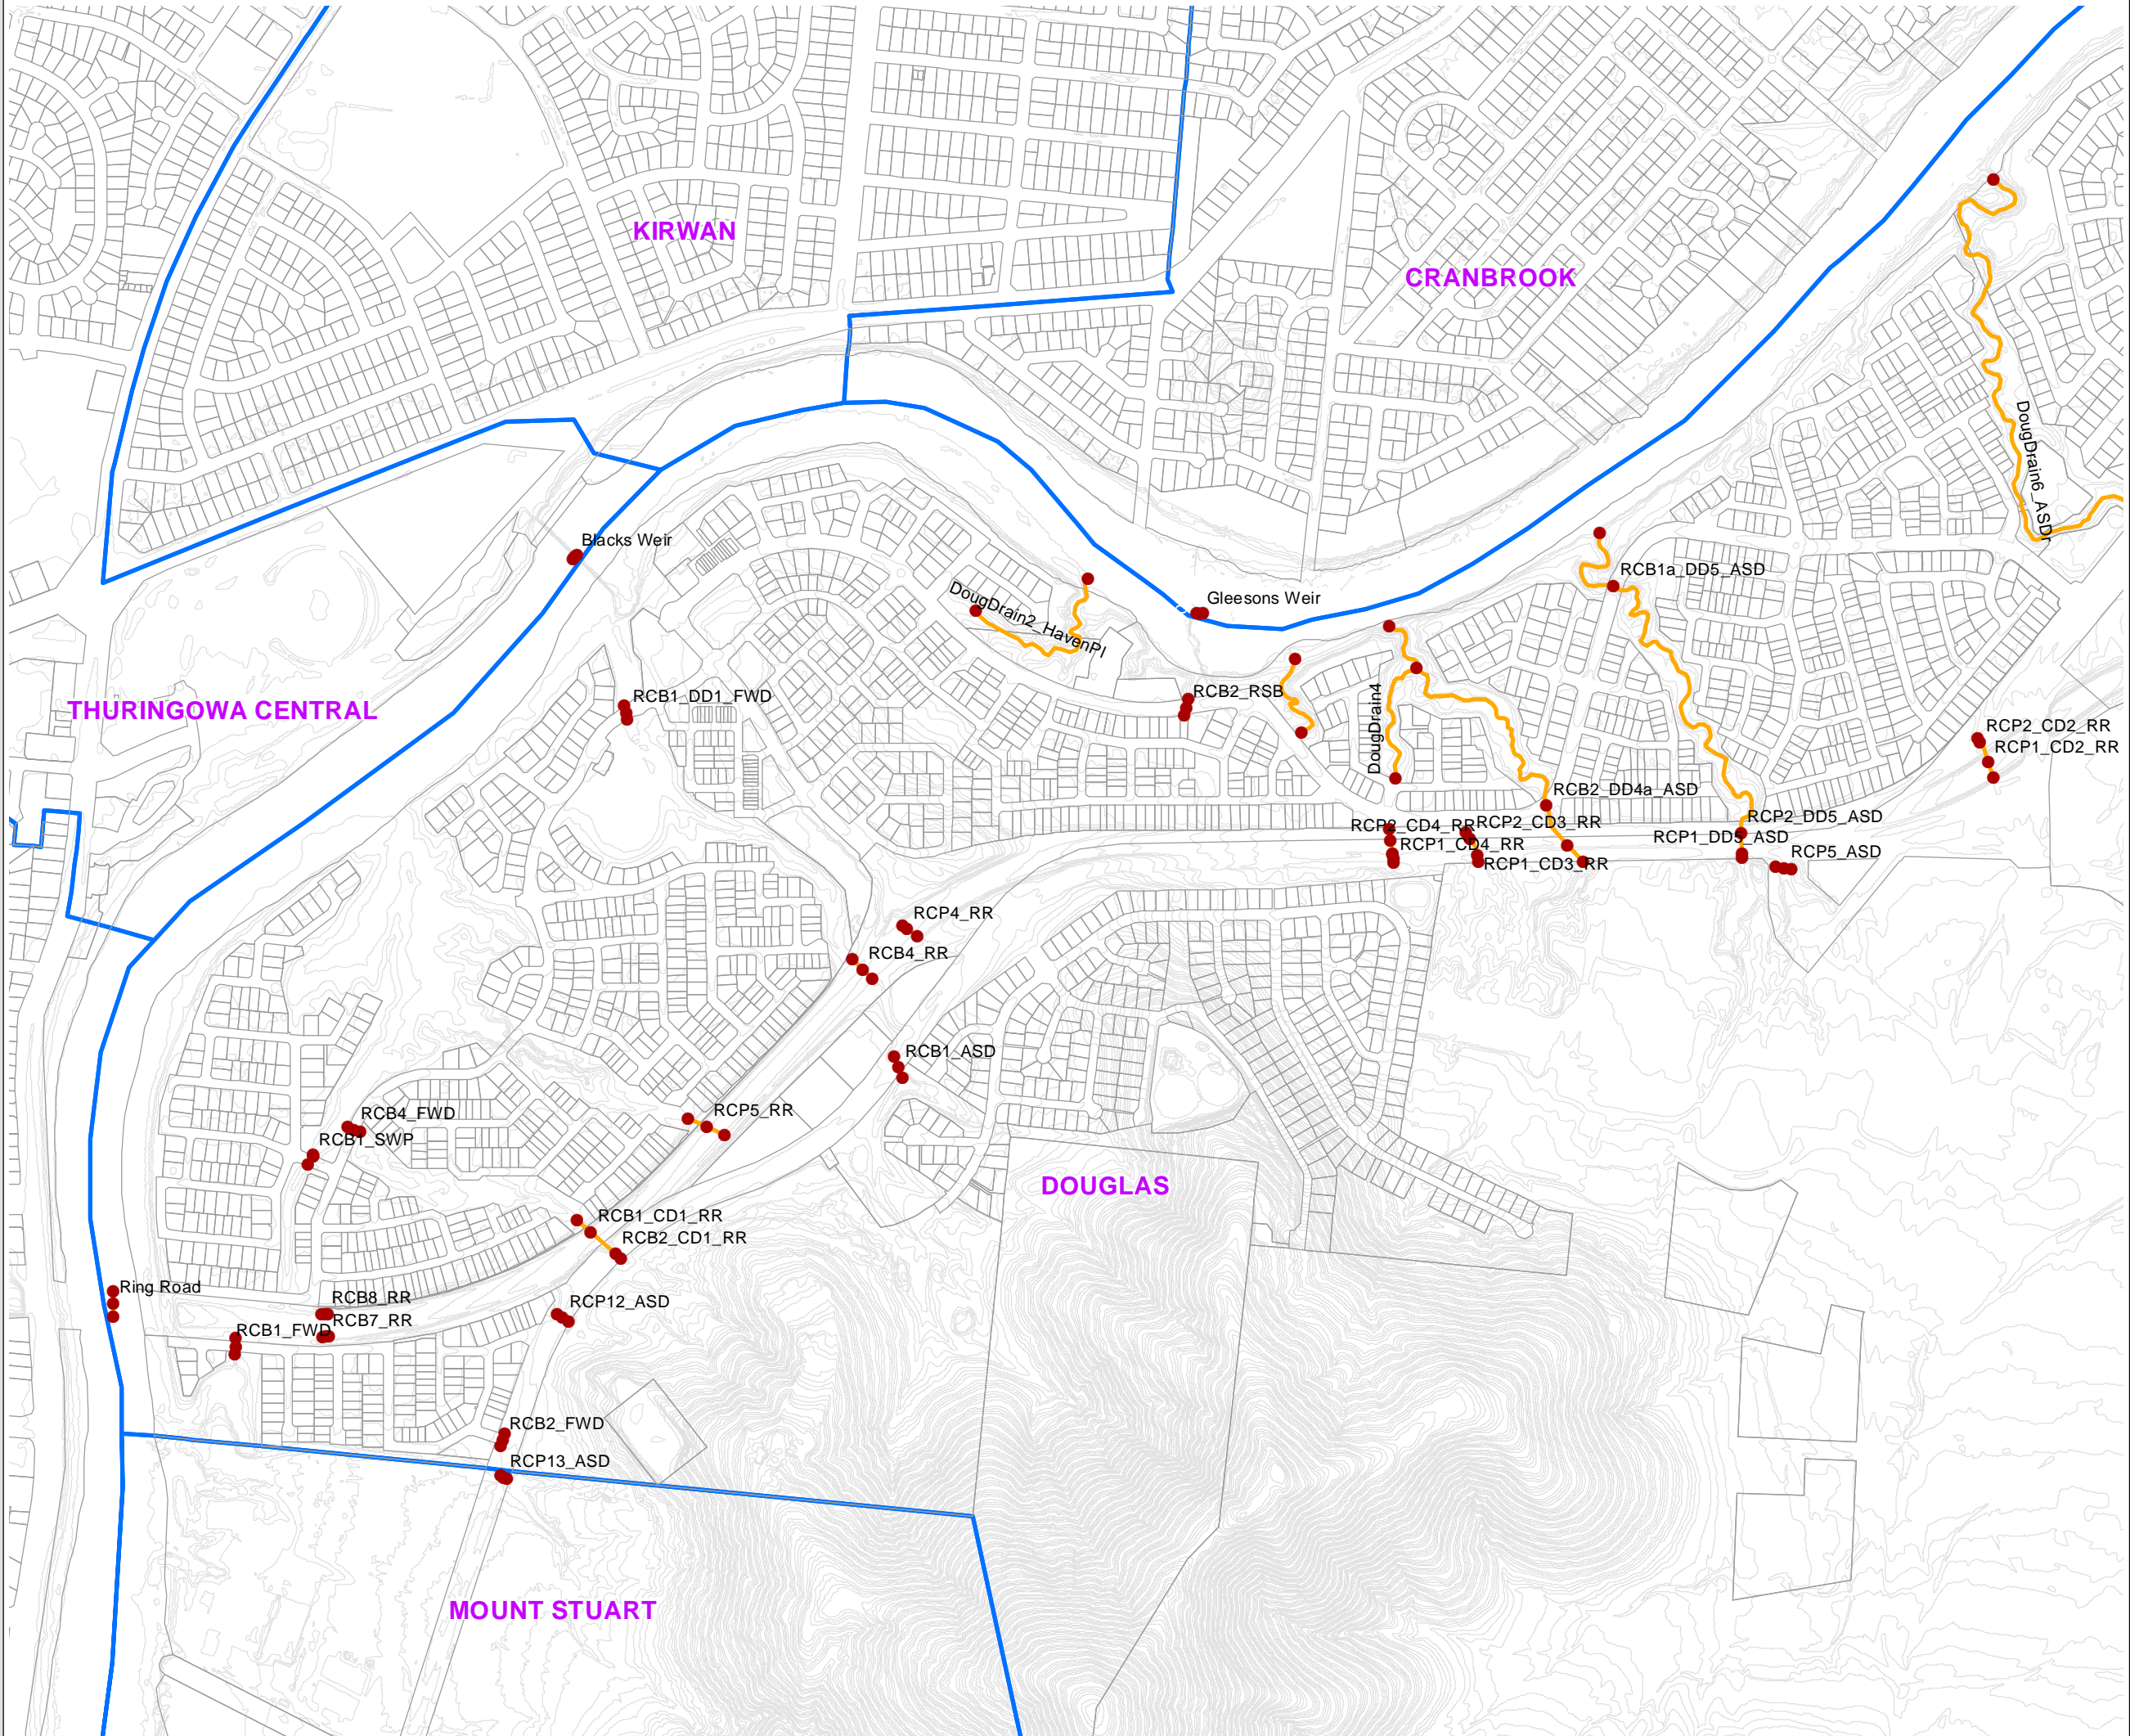 KIRWAN
CRANBROOK
DougDrain6_ASDr
Blacks Weir
RCB1a_DD5_ASD
DougDrain2_HavenPl
Gleesons Weir
THURINGOWA CENTRAL
RCB1_DD1_FWD
RCB2_RSB
DougDrain4
RCP2_CD2_RR
RCP1_CD2_RR
RCB2_DD4a_ASD
RCP2_CD4_RR
RCP2_CD3_RR
RCP2_DD5_ASD
RCP1_CD4_RR
RCP1_DD5_ASD
RCP1_CD3_RR
RCP5_ASD
RCP4_RR
RCB4_RR
RCB1_ASD
RCB4_FWD
RCP5_RR
RCB1_SWP
DOUGLAS
RCB1_CD1_RR
RCB2_CD1_RR
Ring Road
RCB8_RR
RCP12_ASD
RCB7_RR
RCB1_FWD
RCB2_FWD
RCP13_ASD
MOUNT STUART